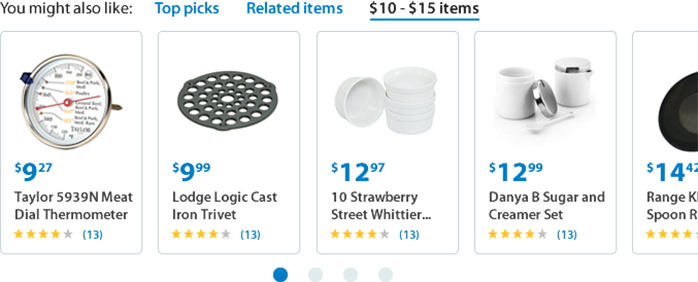 You might also like: Top picks Related items $10 - $15 items
$9.27
Taylor 5939N Meat
Dial Thermometer
(13)
$9.99
Lodge Logic Cast
Iron Trivet
(13)
$12.97
10 Strawberry
Street Whittier...
(13)
$12.99
Danya B Sugar and
Creamer Set
(13)
$14.42
Range
Spoon
TAYLOR